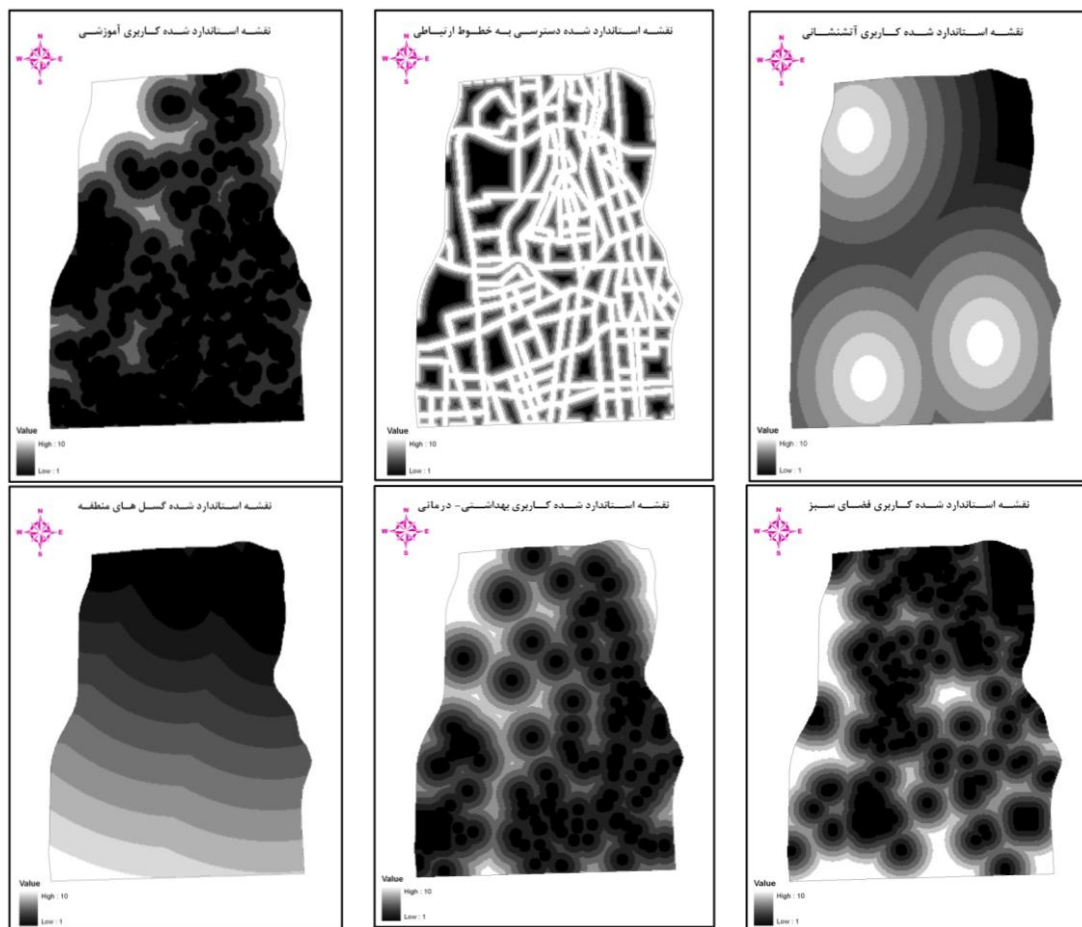 نقشه استاندارد شده کاربری آموزشی
N
W E
S
Value
High : 10
Low : 1
نقشه استاندارد شده دسترسی به خطوط ارتباطی
N
W E
S
Value
High : 10
Low : 1
نقشه استاندارد شده کاربری آتشنشانی
N
W E
S
Value
High : 10
Low : 1
نقشه استاندارد شده گسل های منطقه
N
W E
S
Value
High : 10
Low : 1
نقشه استاندارد شده کاربری بهداشتی- درمانی
N
W E
S
Value
High : 10
Low : 1
نقشه استاندارد شده کاربری فضای سبز
N
W E
S
Value
High : 10
Low : 1